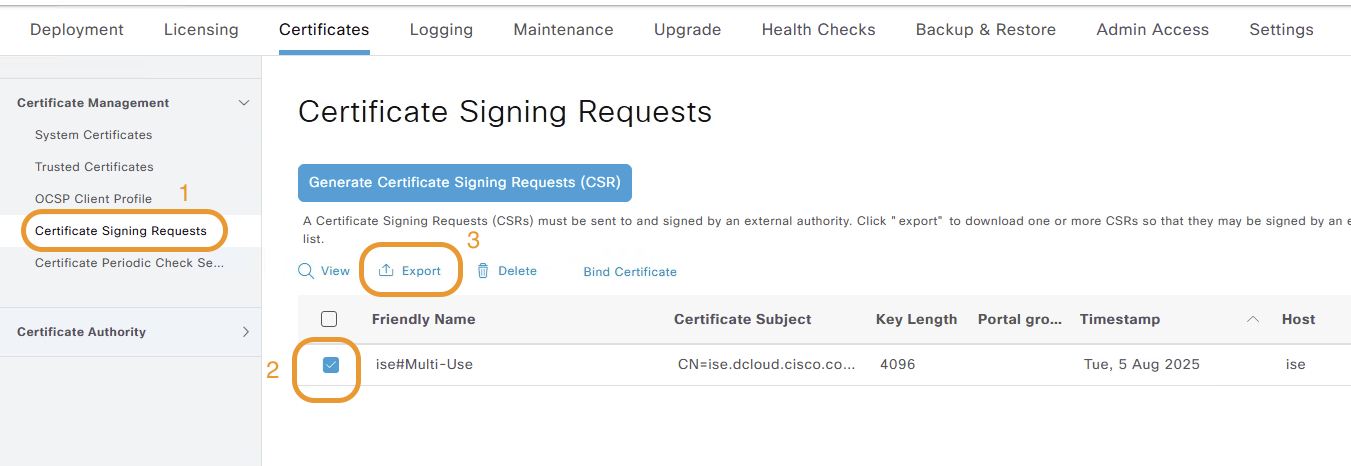 Deployment Licensing Certificates Logging Maintenance Upgrade Health Checks Backup & Restore Admin Access Settings
Certificate Management
System Certificates
Trusted Certificates
OCSP Client Profile
1
Certificate Signing Requests
Certificate Periodic Check Se...
Certificate Authority
Certificate Signing Requests
Generate Certificate Signing Requests (CSR)
A Certificate Signing Requests (CSRs) must be sent to and signed by an external authority. Click "export" to download one or more CSRs so that they may be signed by an e
list.
3
View Export Delete Bind Certificate
Friendly Name Certificate Subject Key Length Portal gro... Timestamp Host
2
ise#Multi-Use CN=ise.dcloud.cisco.co... 4096 Tue, 5 Aug 2025 ise